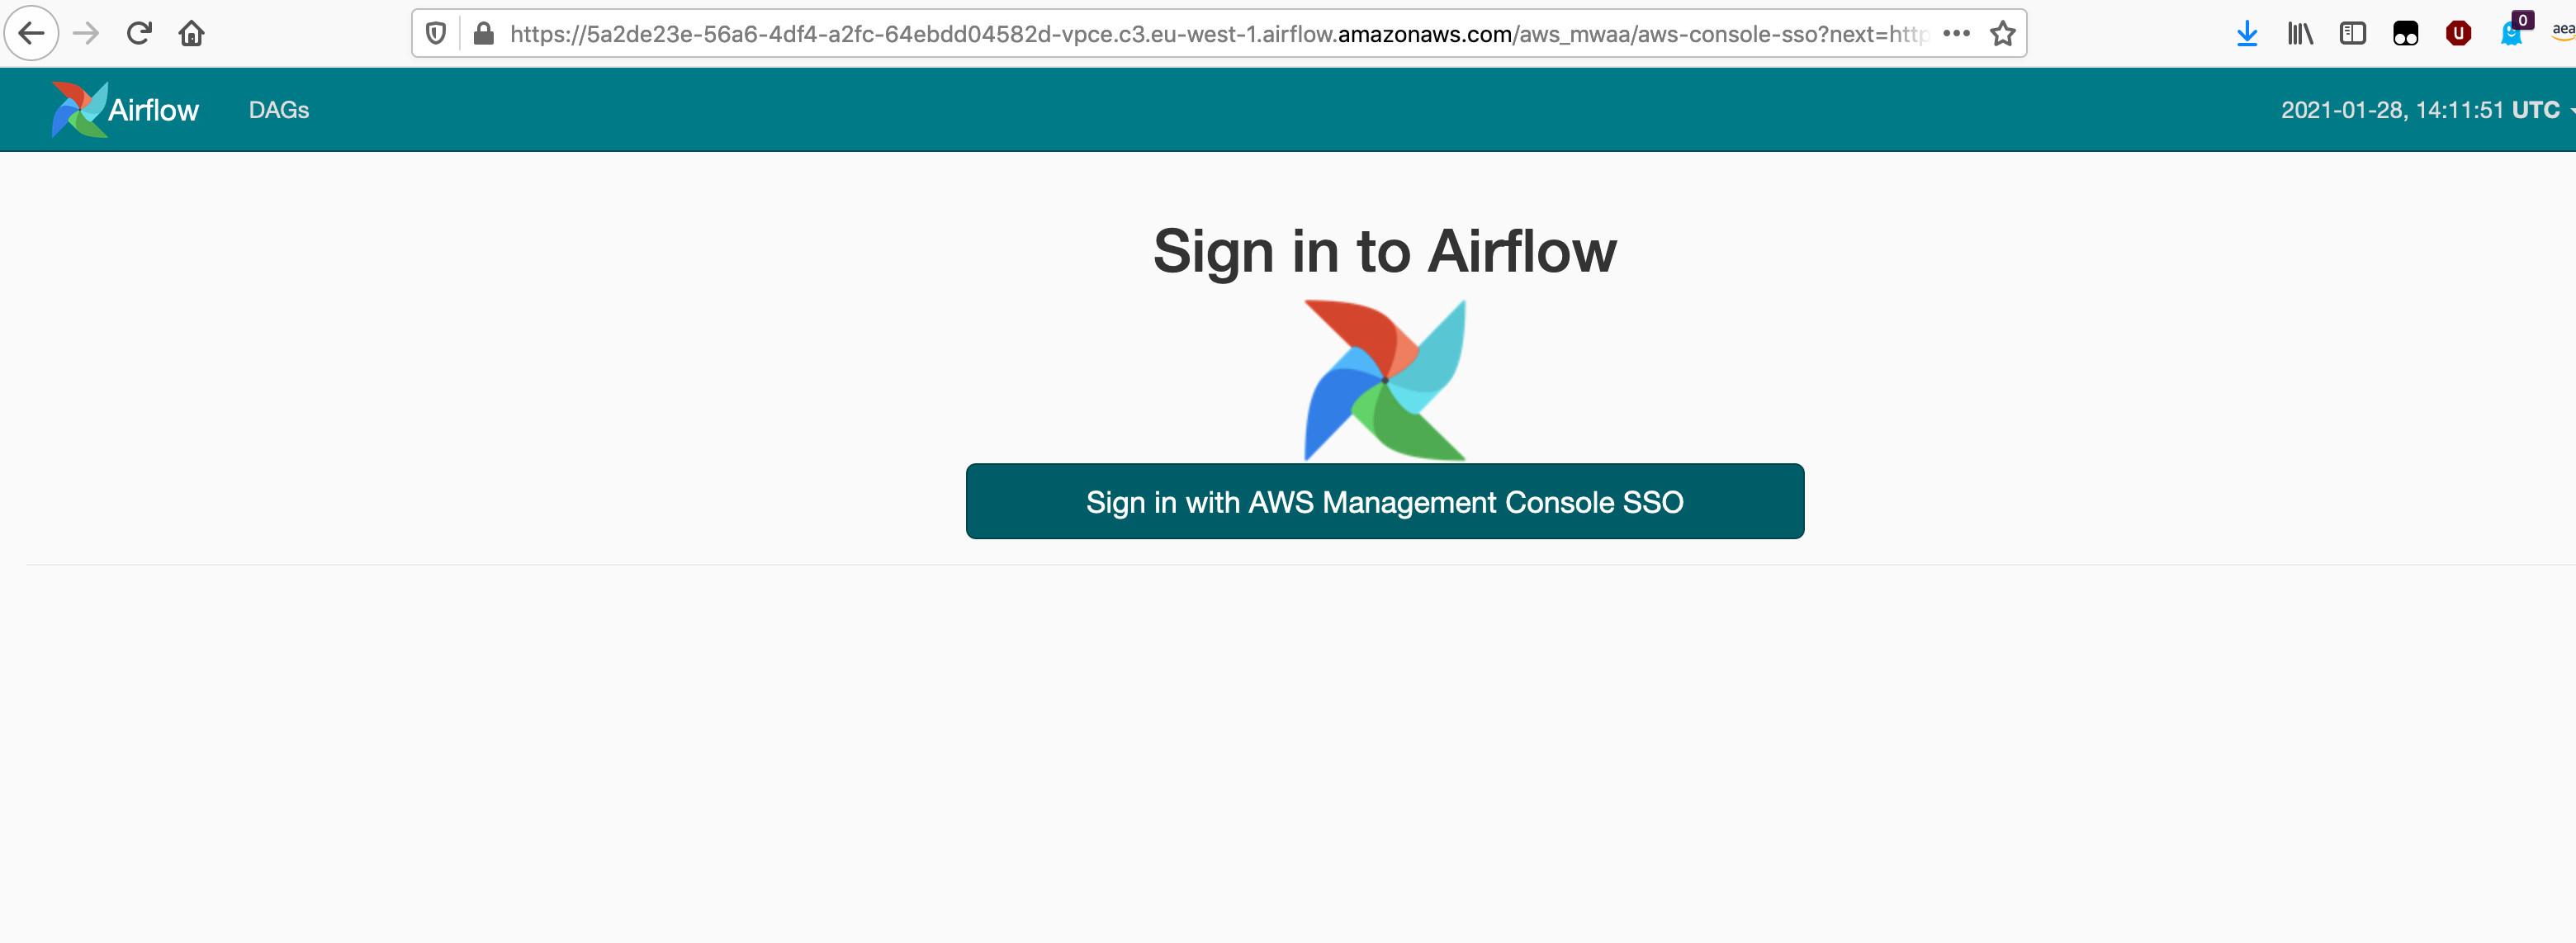 https://5a2de23e-56a6-4df4-a2fc-64ebdd04582d-vpce.c3.eu-west-1.airflow.amazonaws.com/aws_mwaa/aws-console-sso?next=http
0
aea
Airflow
DAGs
2021-01-28, 14:11:51 UTC
Sign in to Airflow
Sign in with AWS Management Console SSO